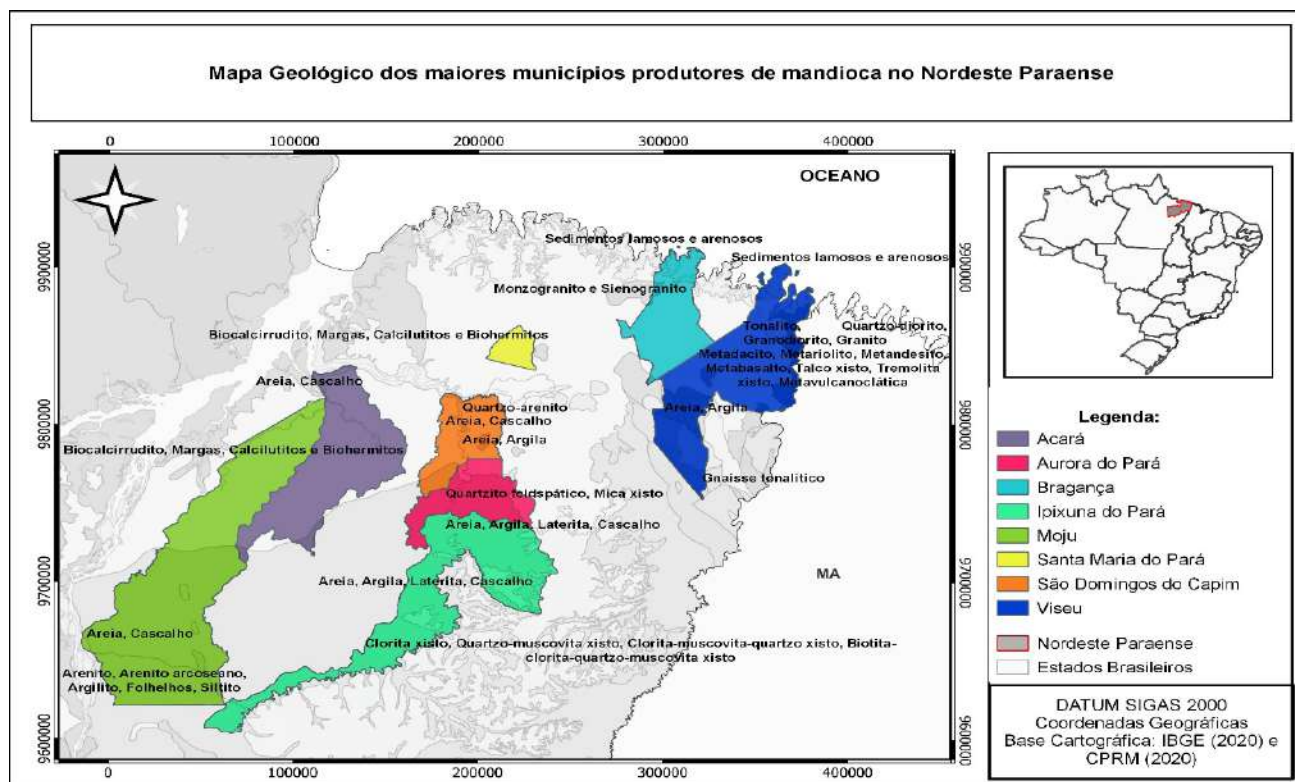 Mapa Geológico dos maiores municípios produtores de mandioca no Nordeste Paraense
0 100000 200000 300000 400000
OCEANO
Sedimentos lamosos e arenosos
Sedimentos lamosos e arenosos
9900000
9900000
Monzogranito e Sienogranito
Biocalcirrudito, Margas, Calcilutitos e Biohermitos
Tonalito, Quartzo-diorito,
Granodiorito, Granito
Metadacito, Metariolito, Metandesito,
Metabasalto, Talco xisto, Tremolita
xisto, Metavulcanoclática
Areia, Cascalho
Quartzo-arenito
Areia, Cascalho
Areia, Argila
Areia, Argila
9800000
9800000
Biocalcirrudito, Margas, Calcilutitos e Biohermitos
Gnaisse tonalítico
Quartzito feldspático, Mica xisto
Areia, Argila, Laterita, Cascalho
Areia, Argila, Laterita, Cascalho
MA
9700000
9700000
Areia, Cascalho
Clorita xisto, Quartzo-muscovita xisto, Clorita-muscovita-quartzo xisto, Biotita-
clorita-quartzo-muscovita xisto
Arenito, Arenito arcoseano,
Argilito, Folhelhos, Siltito
9600000
9600000
0 100000 200000 300000 400000
Legenda:
Acará
Aurora do Pará
Bragança
Ipixuna do Pará
Moju
Santa Maria do Pará
São Domingos do Capim
Viseu
Nordeste Paraense
Estados Brasileiros
DATUM SIGAS 2000
Coordenadas Geográficas
Base Cartográfica: IBGE (2020) e
CPRM (2020)